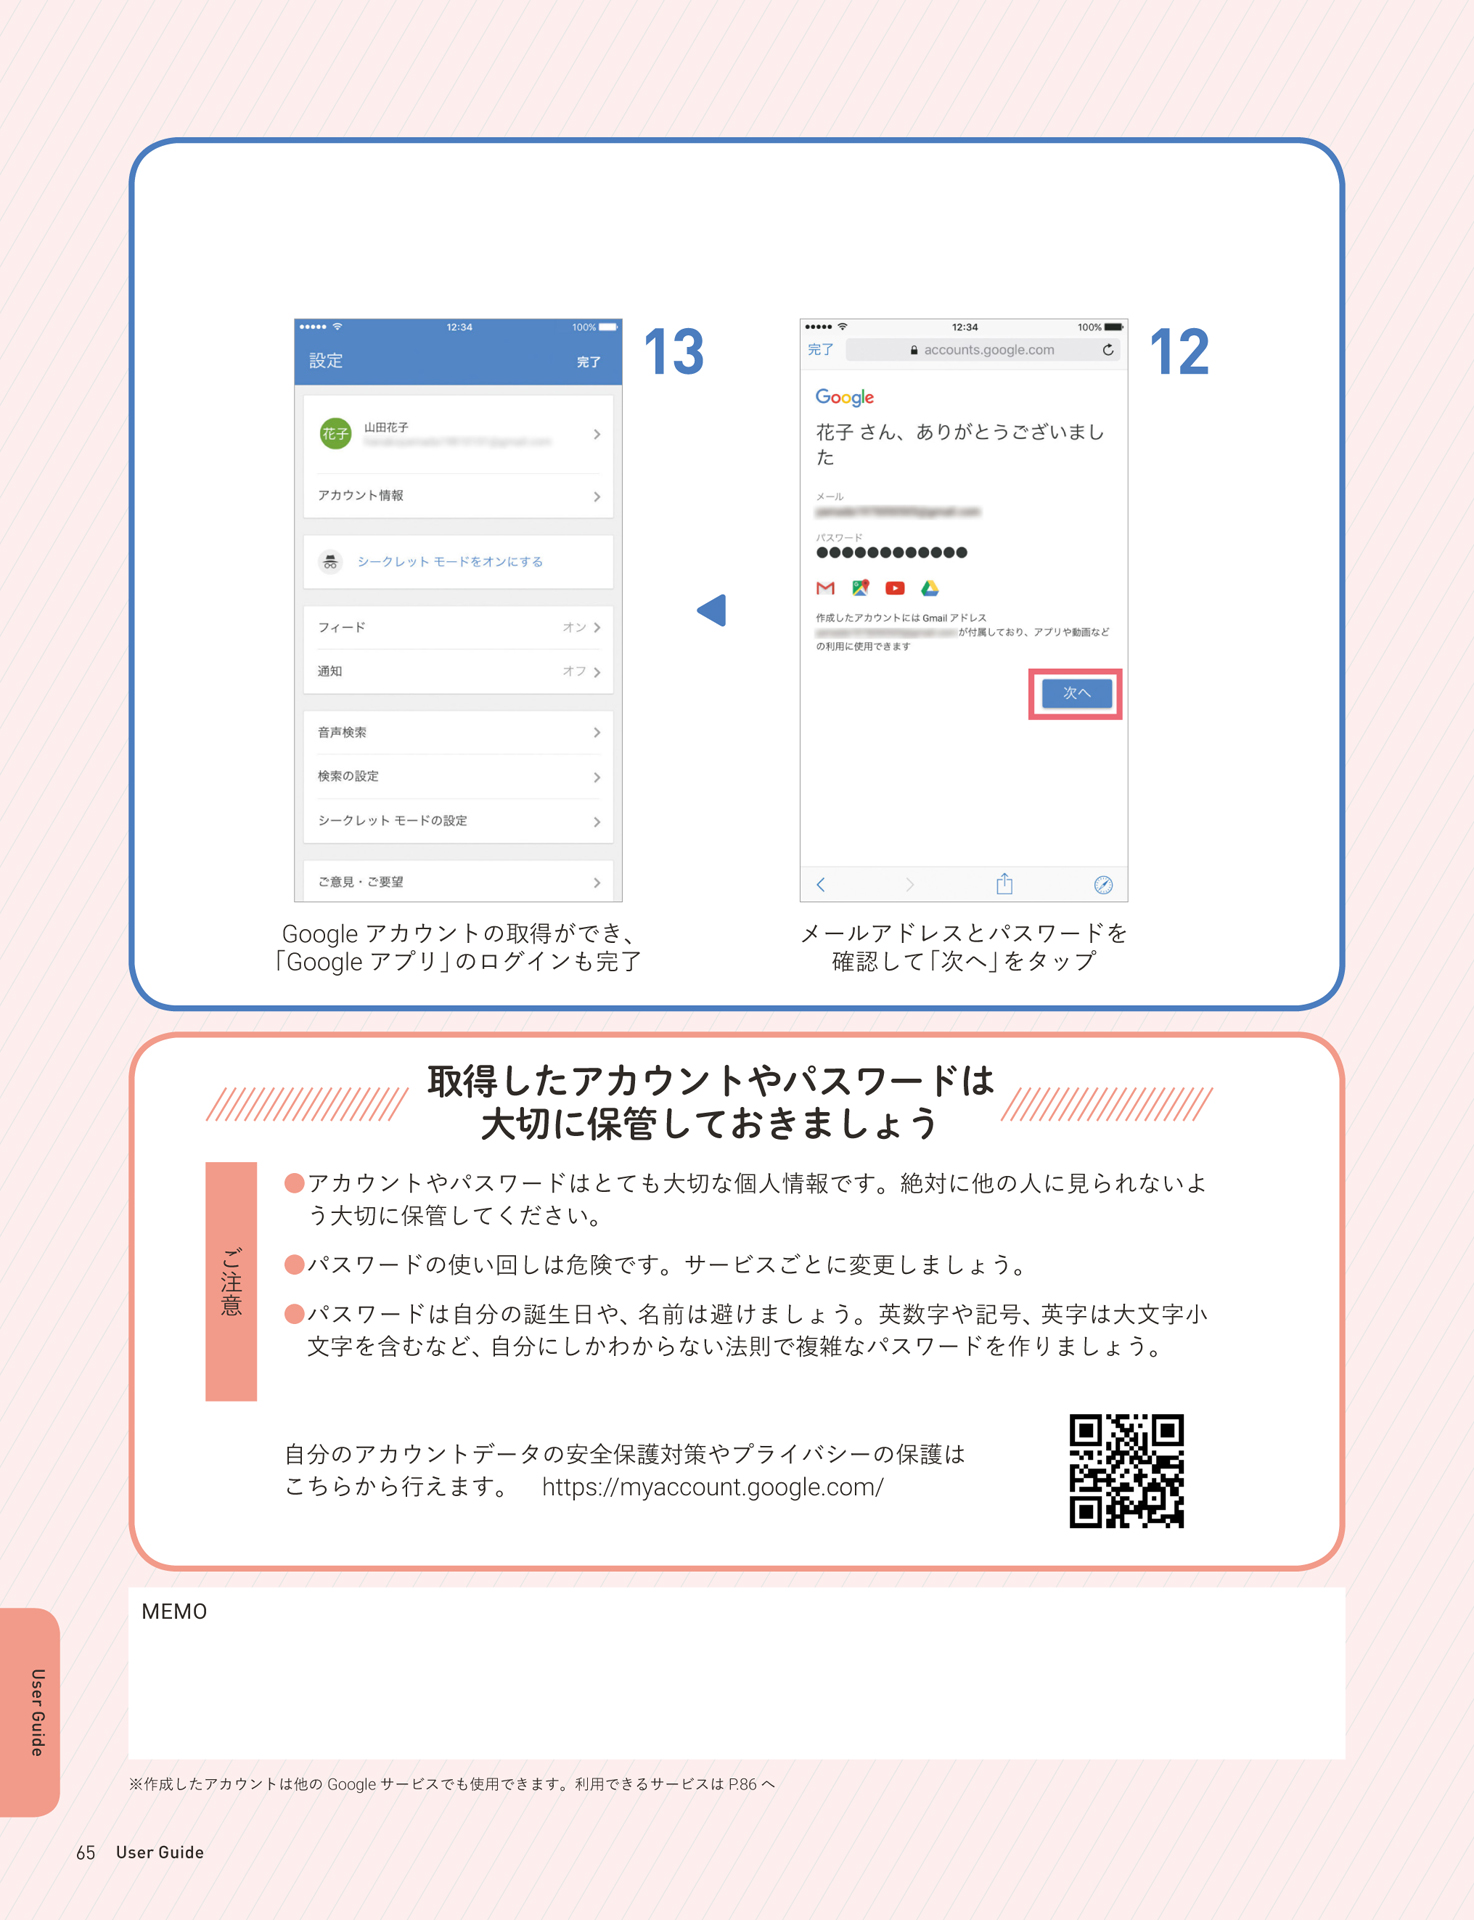 12
12:34
100%
完了
accounts.google.com
Google
花子 さん、ありがとうございまし
た
メール
パスワード
●●●●●●●●●●●●
作成したアカウントには Gmail アドレス
が付属しており、アプリや動画など
の利用に使用できます
次へ
メールアドレスとパスワードを
確認して「次へ」をタップ
13
12:34
100%
設定
完了
花子
山田花子
アカウント情報
シークレット モードをオンにする
フィード オン
通知 オフ
音声検索
検索の設定
シークレット モードの設定
ご意見・ご要望
Google アカウントの取得ができ、
「Google アプリ」のログインも完了
取得したアカウントやパスワードは
大切に保管しておきましょう
ご注意
●アカウントやパスワードはとても大切な個人情報です。絶対に他の人に見られないよ
う大切に保管してください。
●パスワードの使い回しは危険です。サービスごとに変更しましょう。
●パスワードは自分の誕生日や、名前は避けましょう。英数字や記号、英字は大文字小
文字を含むなど、自分にしかわからない法則で複雑なパスワードを作りましょう。
自分のアカウントデータの安全保護対策やプライバシーの保護は
こちらから行えます。 https://myaccount.google.com/
MEMO
User Guide
※作成したアカウントは他の Google サービスでも使用できます。利用できるサービスは P.86 へ
65 User Guide